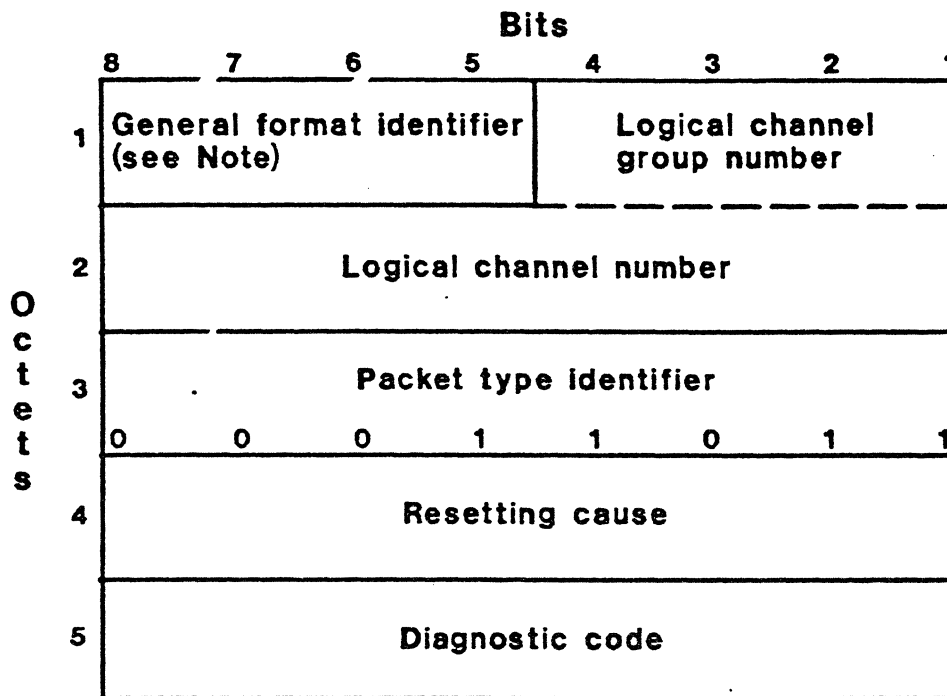 Bits
8 7 6 5 4 3 2 1
1 General format identifier Logical channel
(see Note) group number
Octets
2 Logical channel number
3 Packet type identifier
0 0 0 1 1 0 1 1
4 Resetting cause
5 Diagnostic code